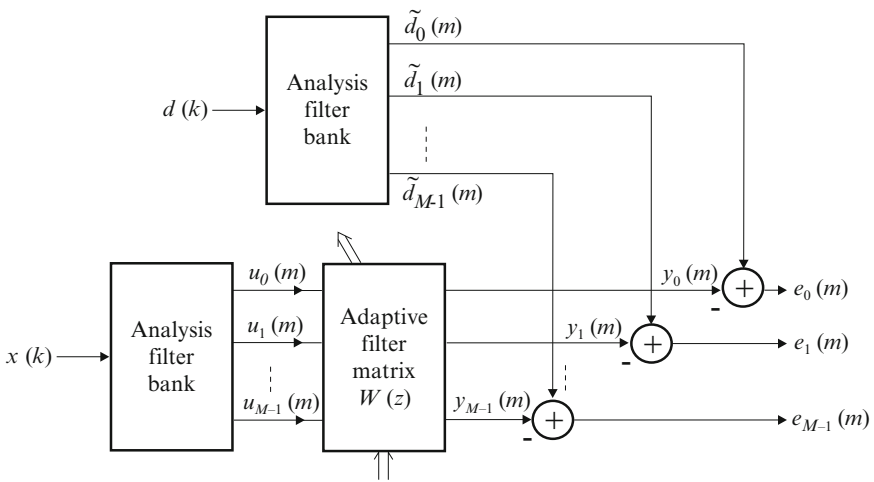 d̃₀ (m)
Analysis
filter
bank
d̃₁ (m)
d (k)
d̃M-1 (m)
u₀ (m)
y₀ (m)
e₀ (m)
Analysis
filter
bank
u₁ (m)
Adaptive
filter
matrix
W (z)
y₁ (m)
e₁ (m)
x (k)
uM–1 (m)
yM–1 (m)
eM–1 (m)
+
-
+
-
+
-